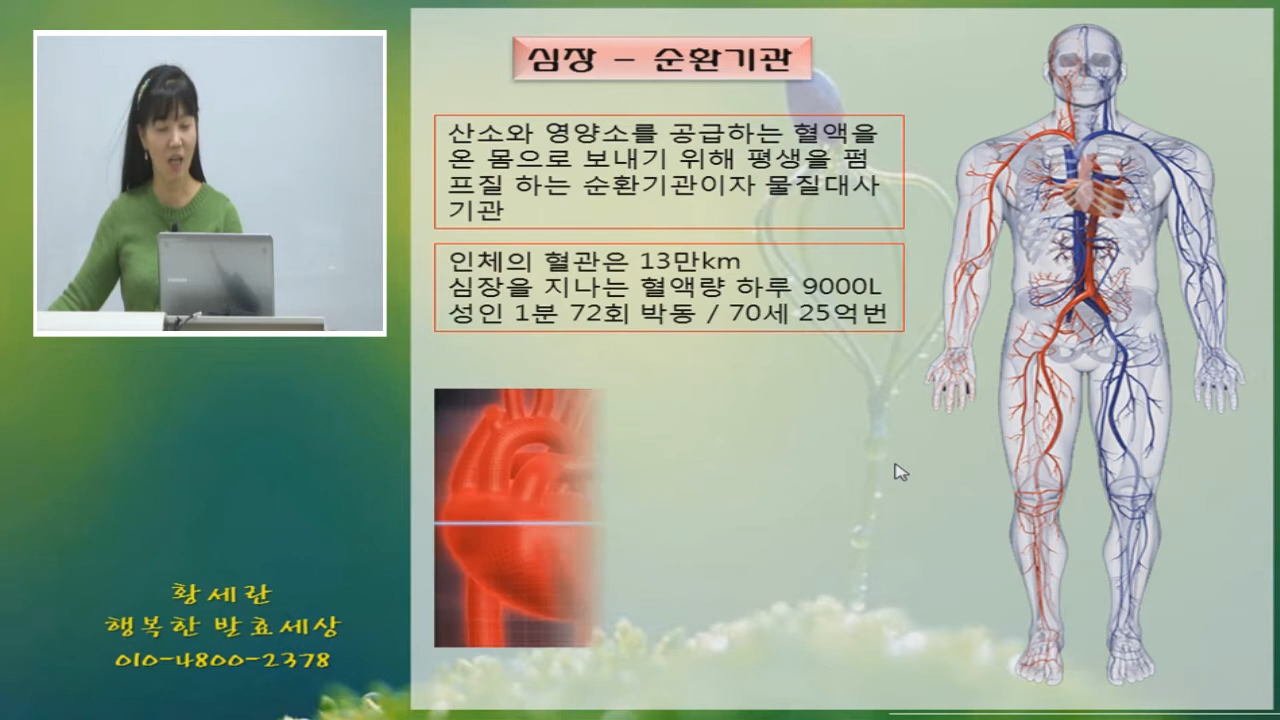 심장 - 순환기관
산소와 영양소를 공급하는 혈액을
온 몸으로 보내기 위해 평생을 펌
프질 하는 순환기관이자 물질대사
기관
인체의 혈관은 13만km
심장을 지나는 혈액량 하루 9000L
성인 1분 72회 박동 / 70세 25억번
황세란
행복한 발효세상
010-4800-2378